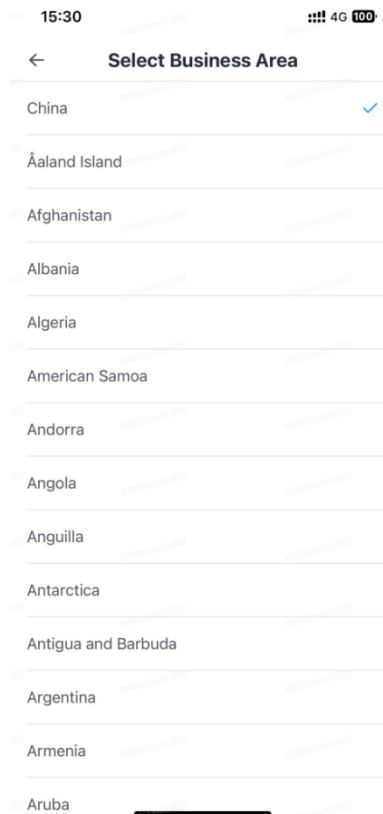 15:30 4G 100
Select Business Area
China
Åaland Island
Afghanistan
Albania
Algeria
American Samoa
Andorra
Angola
Anguilla
Antarctica
Antigua and Barbuda
Argentina
Armenia
Aruba